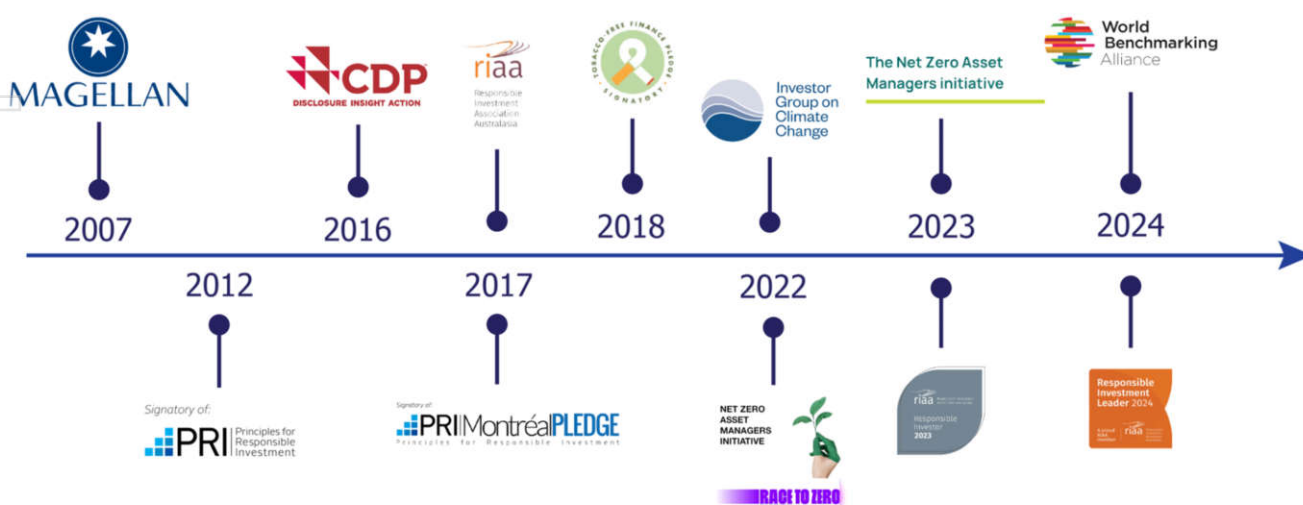 MAGELLAN
CDP
DISCLOSURE INSIGHT ACTION
riaa
Responsible
Investment
Association
Australasia
TOBACCO-FREE FINANCE PLEDGE
SIGNATORY
Investor
Group on
Climate
Change
The Net Zero Asset
Managers initiative
World
Benchmarking
Alliance
2007
2016
2018
2023
2024
2012
2017
2022
Signatory of:
PRI
Principles for
Responsible
Investment
Signatory of:
PRI MontréalPLEDGE
Principles for Responsible Investment
NET ZERO
ASSET
MANAGERS
INITIATIVE
RACE TO ZERO
riaa
Responsible
Investor
2023
Responsible
Investment
Leader 2024
A proud
RIAA
member
riaa